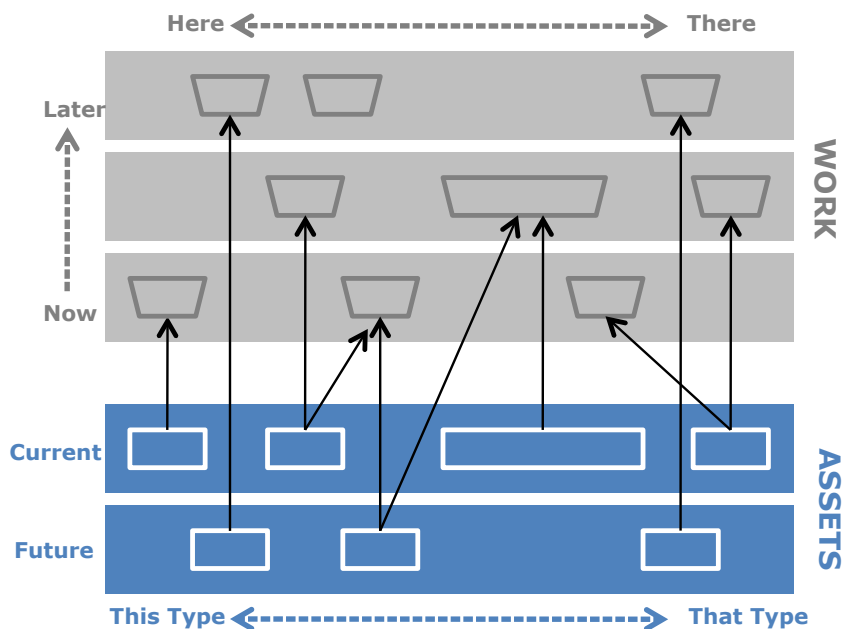 Here
There
Later
WORK
Now
Current
ASSETS
Future
This Type
That Type